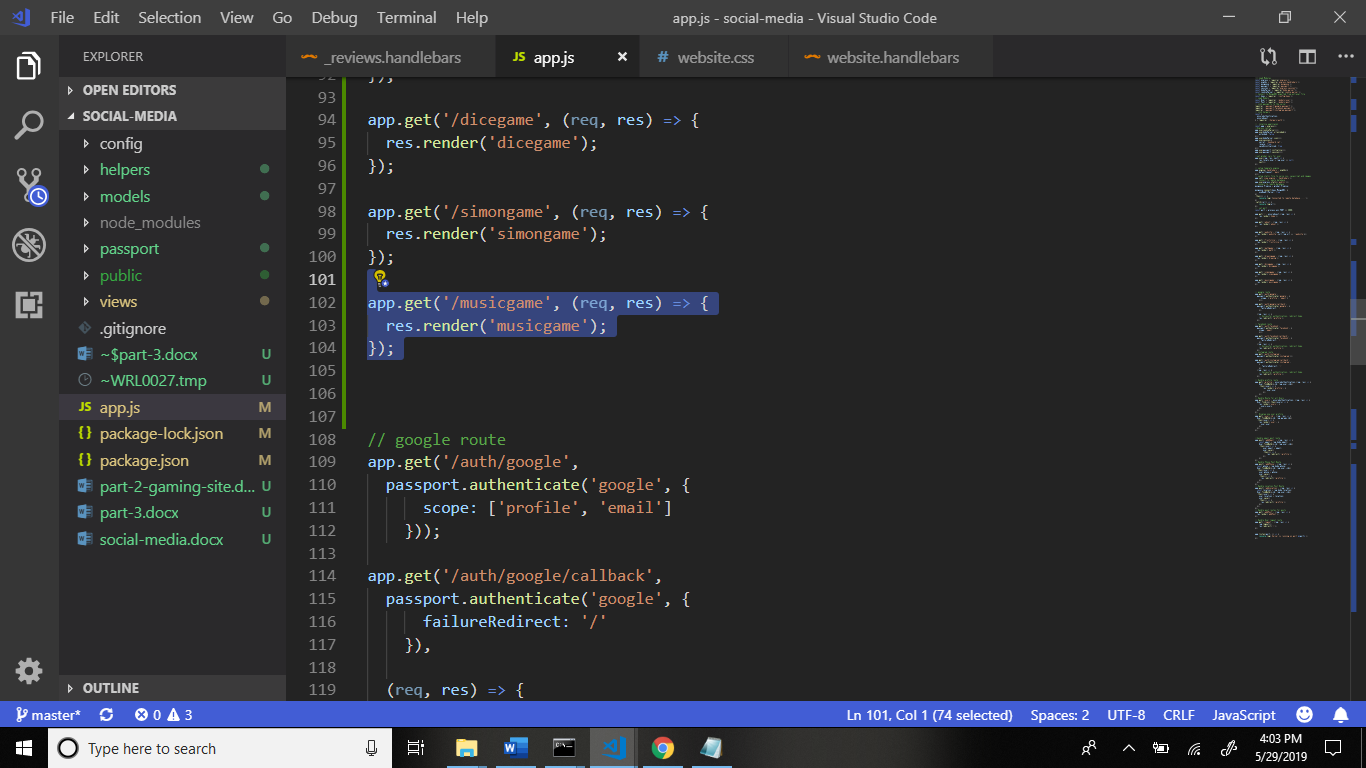 File Edit Selection View Go Debug Terminal Help app.js - social-media - Visual Studio Code
EXPLORER
OPEN EDITORS
SOCIAL-MEDIA
config
helpers
models
node_modules
passport
public
views
.gitignore
~$part-3.docx U
~WRL0027.tmp U
JS app.js M
{} package-lock.json M
{} package.json M
part-2-gaming-site.d... U
part-3.docx U
social-media.docx U
OUTLINE
_reviews.handlebars JS app.js × # website.css website.handlebars
92 });
93
94 app.get('/dicegame', (req, res) => {
95 res.render('dicegame');
96 });
97
98 app.get('/simongame', (req, res) => {
99 res.render('simongame');
100 });
101
102 app.get('/musicgame', (req, res) => {
103 res.render('musicgame');
104 });
105
106
107
108 // google route
109 app.get('/auth/google',
110 passport.authenticate('google', {
111 scope: ['profile', 'email']
112 }));
113
114 app.get('/auth/google/callback',
115 passport.authenticate('google', {
116 failureRedirect: '/'
117 }),
118
119 (req, res) => {
master* 0 3 Ln 101, Col 1 (74 selected) Spaces: 2 UTF-8 CRLF JavaScript
Type here to search
4:03 PM
5/29/2019